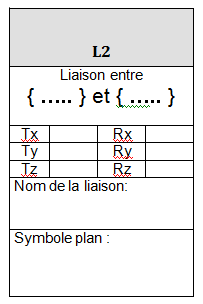 L2
Liaison entre
{ ..... } et { ..... }
Tx Rx
Ty Ry
Tz Rz
Nom de la liaison:
Symbole plan :